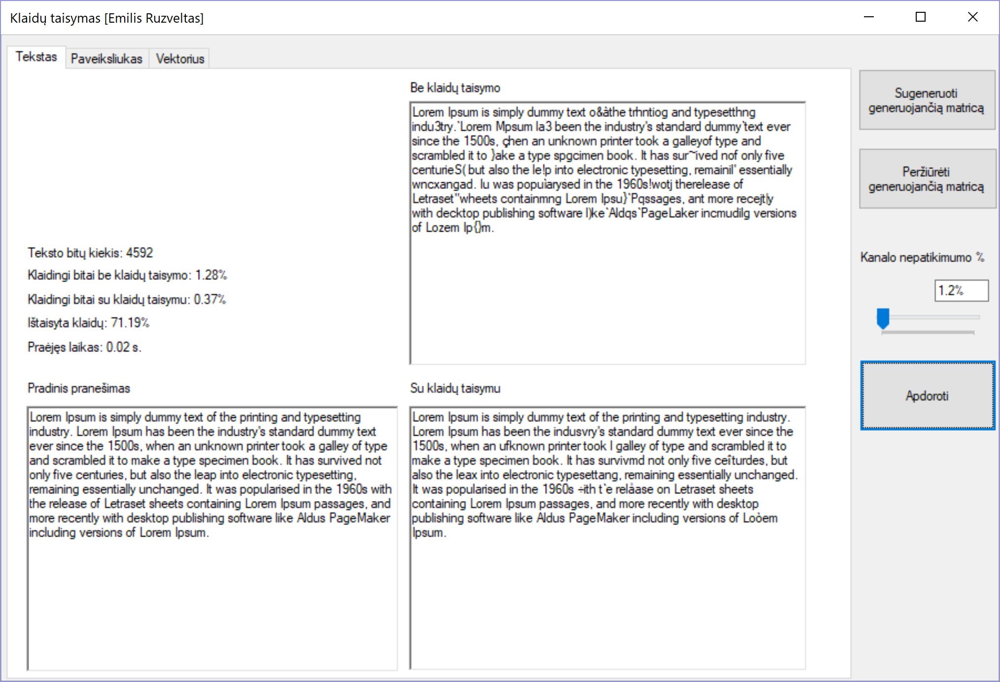 Klaidų taisymas [Emilis Ruzveltas]
Tekstas
Paveiksliukas
Vektorius
Be klaidų taisymo
Lorem Ipsum is simply dummy text o&àthe trhntiog and typesetthng
indu3try.`Lorem Mpsum la3 been the industry's standard dummy`text ever
since the 1500s, çhen an unknown printer took a galleyof type and
scrambled it to }ake a type spgcimen book. It has sur~ived nof only five
centurieS( but also the le!p into electronic typesetting, remainil' essentially
wncxangad. Iu was popuìarysed in the 1960s!wotj therelease of
Letraset"wheets containmng Lorem Ipsu}`Pqssages, ant more recejtly
with decktop publishing software l)ke`Aldqs`PageLaker incmudilg versions
of Lozem Ip{}m.
Teksto bitų kiekis: 4592
Klaidingi bitai be klaidų taisymo: 1.28%
Klaidingi bitai su klaidų taisymu: 0.37%
Ištaisyta klaidų: 71.19%
Praėjęs laikas: 0.02 s.
Pradinis pranešimas
Lorem Ipsum is simply dummy text of the printing and typesetting
industry. Lorem Ipsum has been the industry's standard dummy text
ever since the 1500s, when an unknown printer took a galley of type
and scrambled it to make a type specimen book. It has survived not
only five centuries, but also the leap into electronic typesetting,
remaining essentially unchanged. It was popularised in the 1960s with
the release of Letraset sheets containing Lorem Ipsum passages, and
more recently with desktop publishing software like Aldus PageMaker
including versions of Lorem Ipsum.
Su klaidų taisymu
Lorem Ipsum is simply dummy text of the printing and typesetting industry.
Lorem Ipsum has been the indusvry's standard dummy text ever since the
1500s, when an ufknown printer took l galley of type and scrambled it to
make a type specimen book. It has survivmd not only five ceîturdes, but
also the leax into electronic typesettang, remaining essentially unchanged.
It was popularised in the 1960s ÷ith t`e relåase on Letraset sheets
containing Lorem Ipsum passages, and more recently with desktop
publishing software like Aldus PageMaker including versions of Loòem
Ipsum.
Sugeneruoti
generuojančią matricą
Peržiūrėti
generuojančią matricą
Kanalo nepatikimumo %
1.2%
Apdoroti